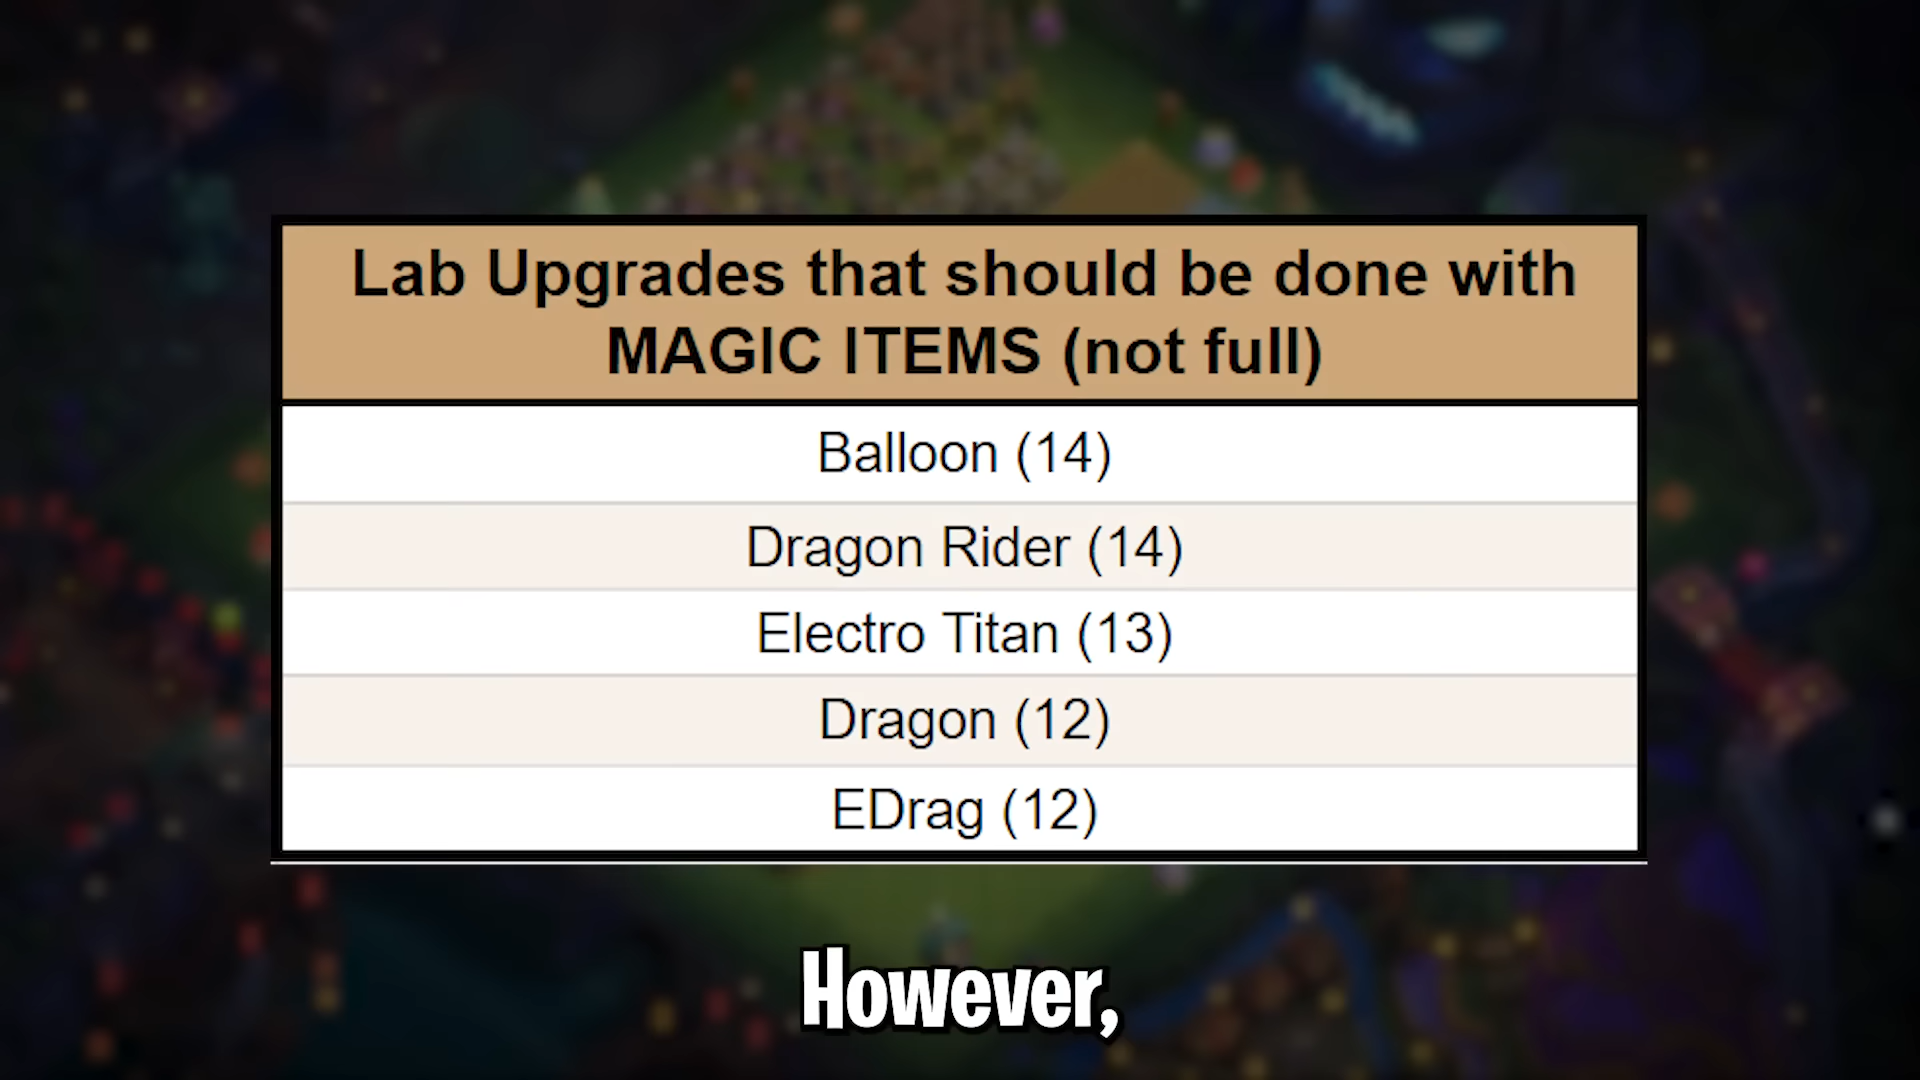 Lab Upgrades that should be done with
MAGIC ITEMS (not full)
Balloon (14)
Dragon Rider (14)
Electro Titan (13)
Dragon (12)
EDrag (12)
However,